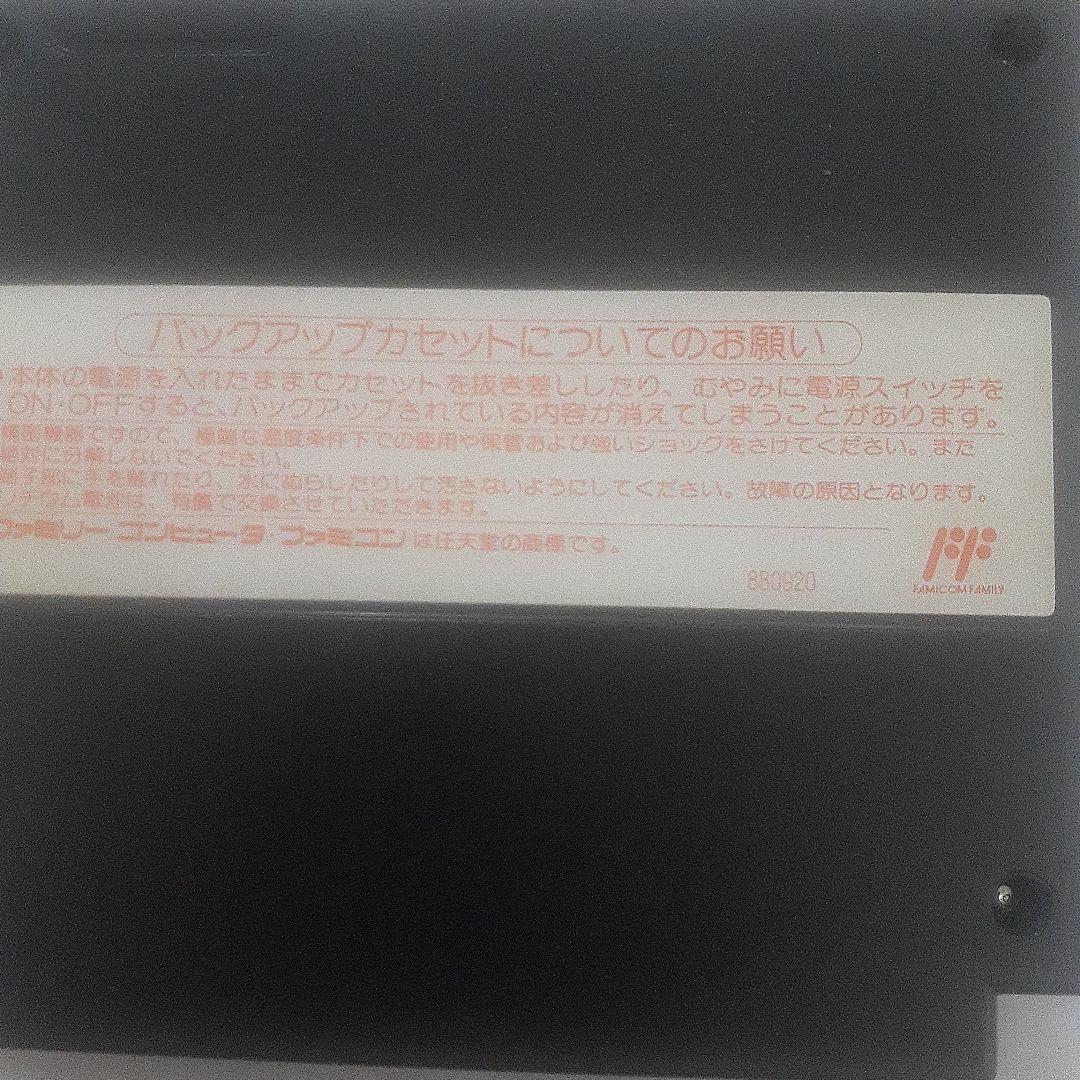 バックアップカセットについてのお願い
本体の電源を入れたままでカセットを抜き差ししたり、むやみに電源スイッチを
ON·OFFすると、バックアップされている内容が消えてしまうことがあります。
精密機器ですので、極端な温度条件下での使用や保管および強いショックをさけてください。また
絶対に分解しないでください。
端子部に手を触れたり、水にぬらしたりして汚さないようにしてください。故障の原因となります。
リチウム電池は、有償で交換させていただきます。
ファミリーコンピュータ·ファミコンは任天堂の商標です。
FAMICOM FAMILY